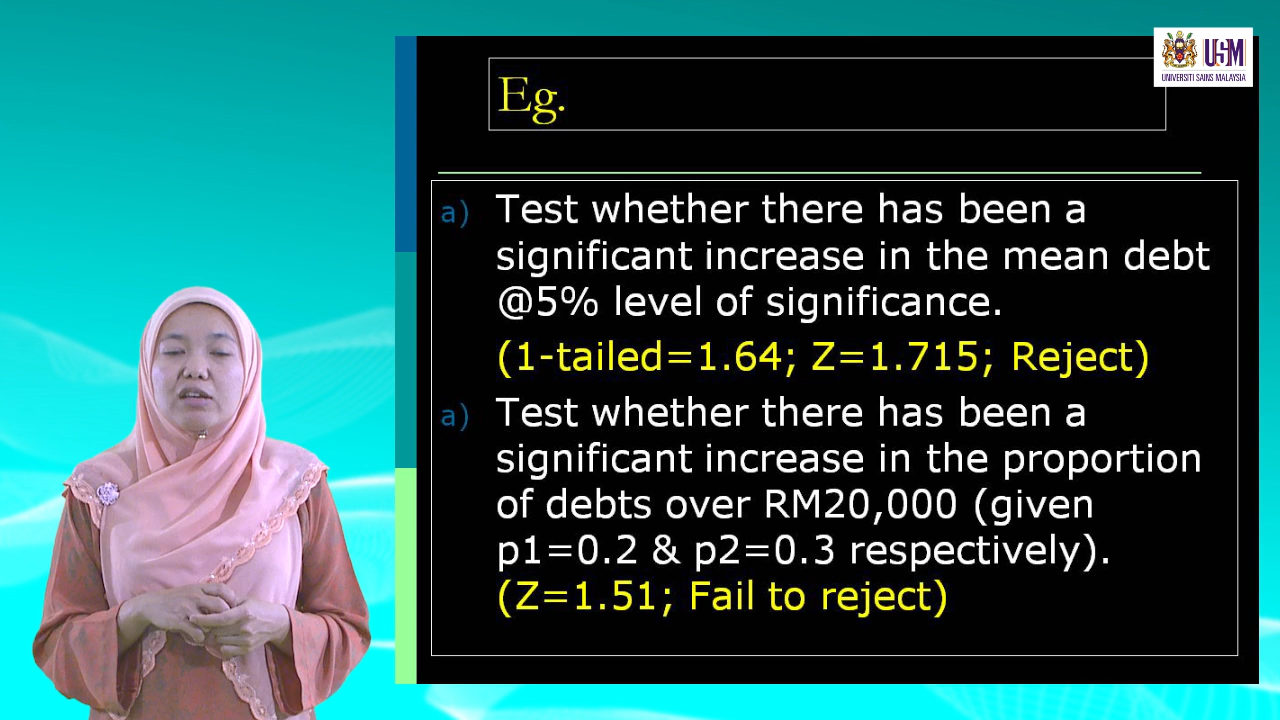 USM
UNIVERSITI SAINS MALAYSIA
Eg.
a) Test whether there has been a
significant increase in the mean debt
@5% level of significance.
(1-tailed=1.64; Z=1.715; Reject)
a) Test whether there has been a
significant increase in the proportion
of debts over RM20,000 (given
p1=0.2 & p2=0.3 respectively).
(Z=1.51; Fail to reject)